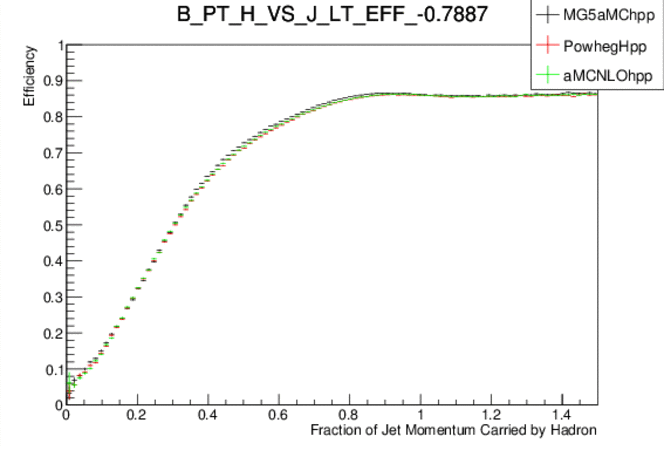 B_PT_H_VS_J_LT_EFF_-0.7887
MG5aMChpp
PowhegHpp
aMCNLOhpp
Efficiency
1
0.9
0.8
0.7
0.6
0.5
0.4
0.3
0.2
0.1
0
0 0.2 0.4 0.6 0.8 1 1.2 1.4
Fraction of Jet Momentum Carried by Hadron